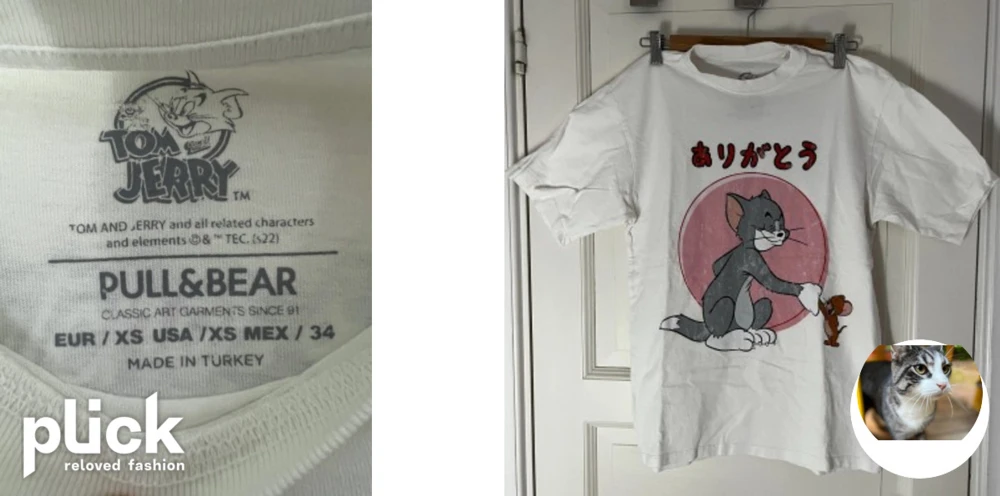 TOM
AND
JERRY™
TOM AND JERRY and all related characters
and elements ©& ™ TEC. (s22)
PULL&BEAR
CLASSIC ART GARMENTS SINCE 91
EUR / XS USA /XS MEX / 34
MADE IN TURKEY
plick
reloved fashion
ありがとう